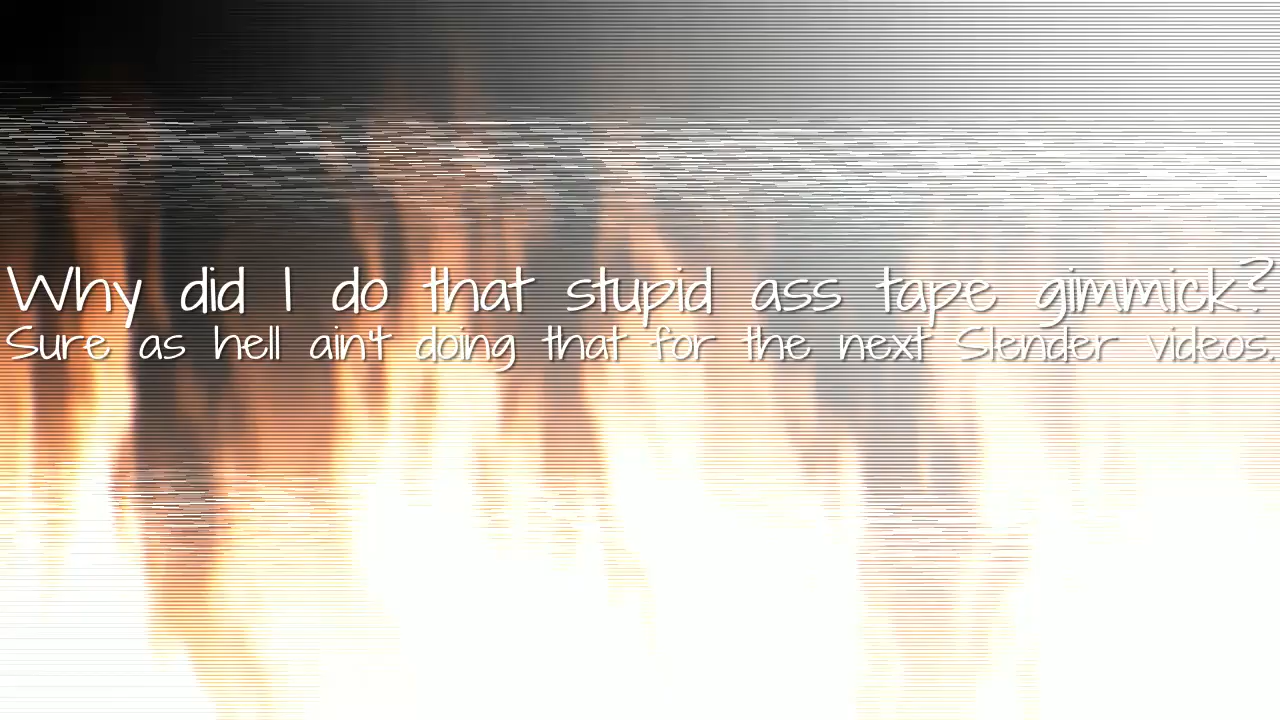 Why did I do that stupid ass tape gimmick?
Sure as hell ain't doing that for the next Slender videos.